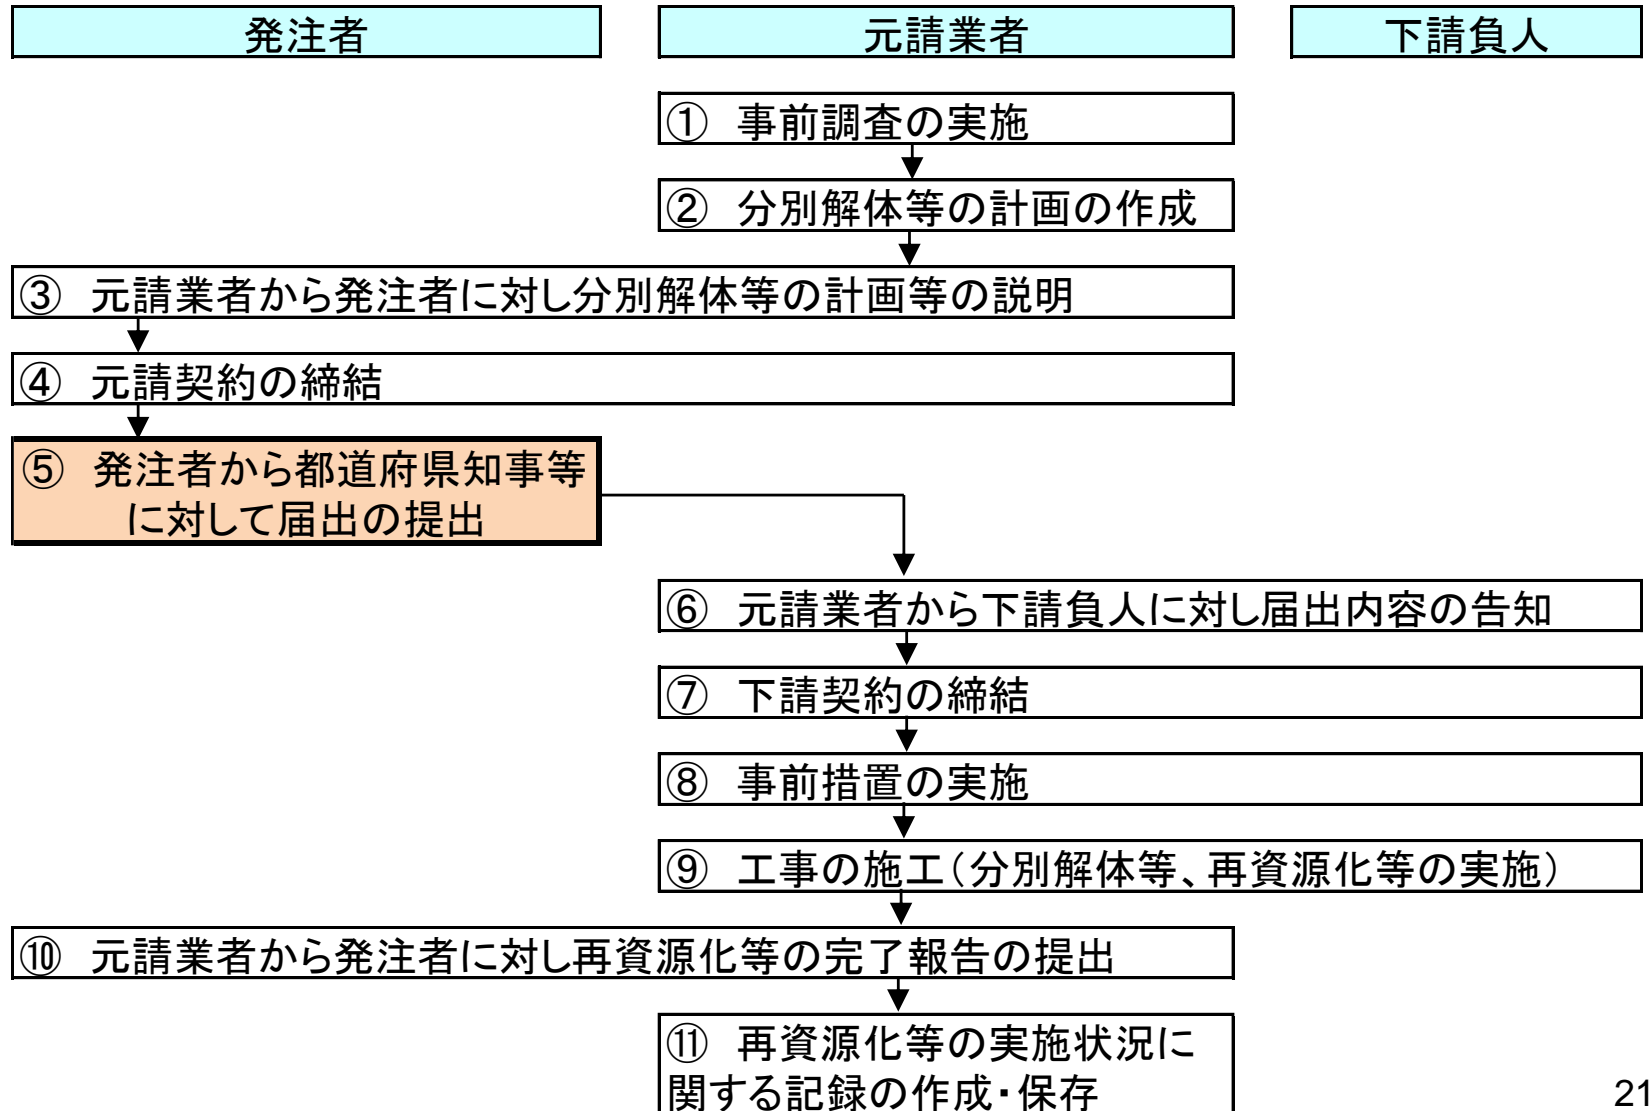 発注者
元請業者
下請負人
① 事前調査の実施
② 分別解体等の計画の作成
③ 元請業者から発注者に対し分別解体等の計画等の説明
④ 元請契約の締結
⑤ 発注者から都道府県知事等
に対して届出の提出
⑥ 元請業者から下請負人に対し届出内容の告知
⑦ 下請契約の締結
⑧ 事前措置の実施
⑨ 工事の施工（分別解体等、再資源化等の実施）
⑩ 元請業者から発注者に対し再資源化等の完了報告の提出
⑪ 再資源化等の実施状況に
関する記録の作成・保存
21